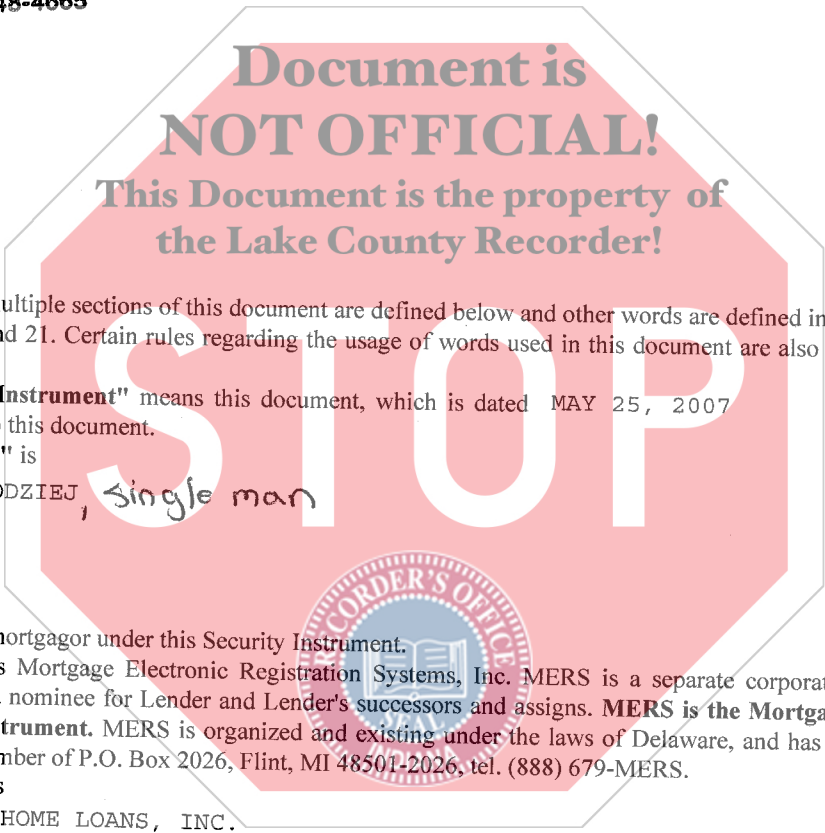 48-4665
Document is
NOT OFFICIAL!
This Document is the property of
the Lake County Recorder!
STOP
ultiple sections of this document are defined below and other words are defined in
nd 21. Certain rules regarding the usage of words used in this document are also
Instrument" means this document, which is dated MAY 25, 2007
this document.
" is
DZIEJ, single man
RECORDER'S OFFICE
SEAL
INDIANA
mortgagor under this Security Instrument.
s Mortgage Electronic Registration Systems, Inc. MERS is a separate corporat
nominee for Lender and Lender's successors and assigns. MERS is the Mortga
trument. MERS is organized and existing under the laws of Delaware, and has
mber of P.O. Box 2026, Flint, MI 48501-2026, tel. (888) 679-MERS.
s
HOME LOANS, INC.